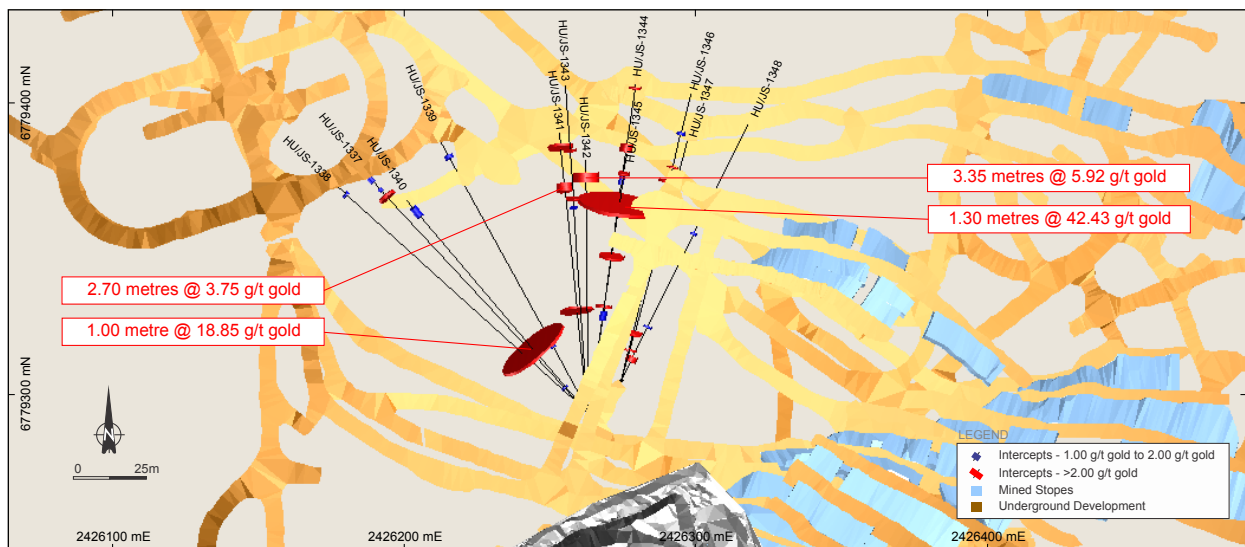 HU/JS-1338
HU/JS-1337
HU/JS-1340
HU/JS-1339
HU/JS-1341
HU/JS-1343
HU/JS-1342
HU/JS-1345
HU/JS-1344
HU/JS-1346
HU/JS-1347
HU/JS-1348
6779400 mN
6779300 mN
3.35 metres @ 5.92 g/t gold
1.30 metres @ 42.43 g/t gold
2.70 metres @ 3.75 g/t gold
1.00 metre @ 18.85 g/t gold
N
0 25m
LEGEND
Intercepts - 1.00 g/t gold to 2.00 g/t gold
Intercepts - >2.00 g/t gold
Mined Stopes
Underground Development
2426100 mE
2426200 mE
2426300 mE
2426400 mE